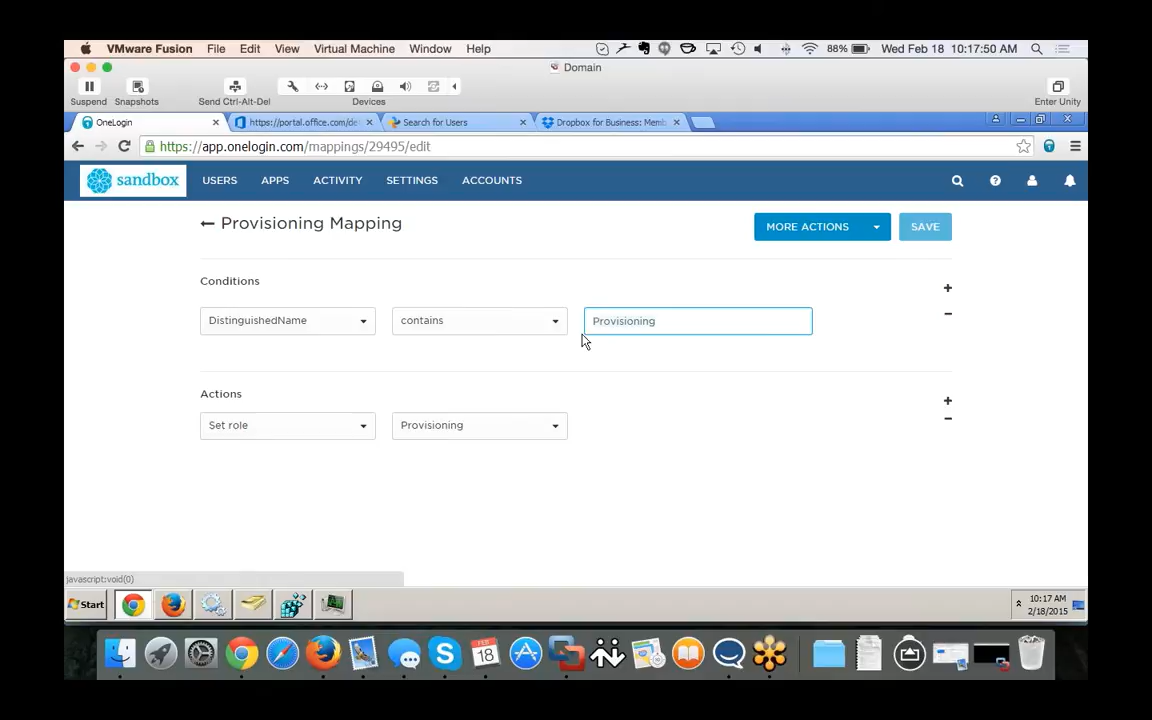 VMware Fusion File Edit View Virtual Machine Window Help 88% Wed Feb 18 10:17:50 AM
Domain
Suspend Snapshots Send Ctrl-Alt-Del Devices Enter Unity
OneLogin https://portal.office.com/de Search for Users Dropbox for Business: Memb
https://app.onelogin.com/mappings/29495/edit
sandbox USERS APPS ACTIVITY SETTINGS ACCOUNTS
Provisioning Mapping MORE ACTIONS SAVE
Conditions
DistinguishedName contains Provisioning
Actions
Set role Provisioning
javascript:void(0)
Start 10:17 AM
2/18/2015
FEB
18